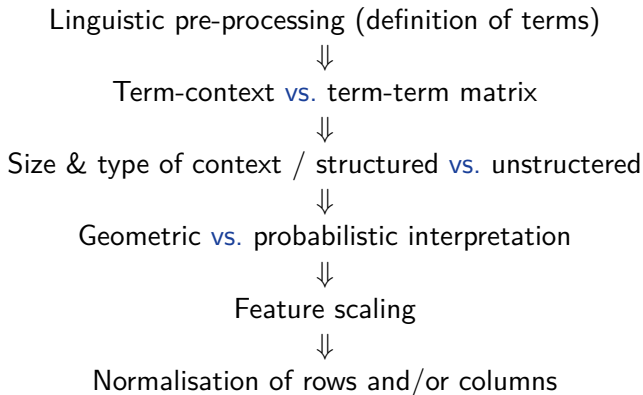 Linguistic pre-processing (definition of terms)
⇓
Term-context vs. term-term matrix
⇓
Size & type of context / structured vs. unstructered
⇓
Geometric vs. probabilistic interpretation
⇓
Feature scaling
⇓
Normalisation of rows and/or columns